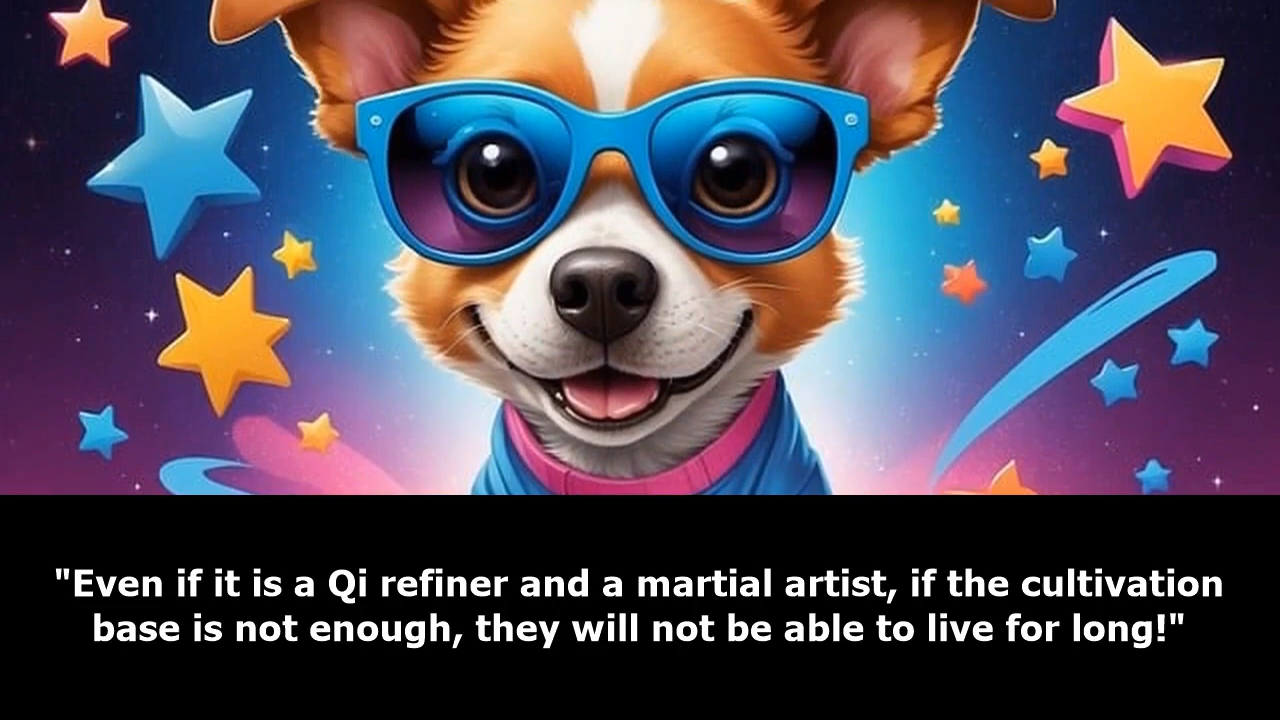 "Even if it is a Qi refiner and a martial artist, if the cultivation
base is not enough, they will not be able to live for long!"